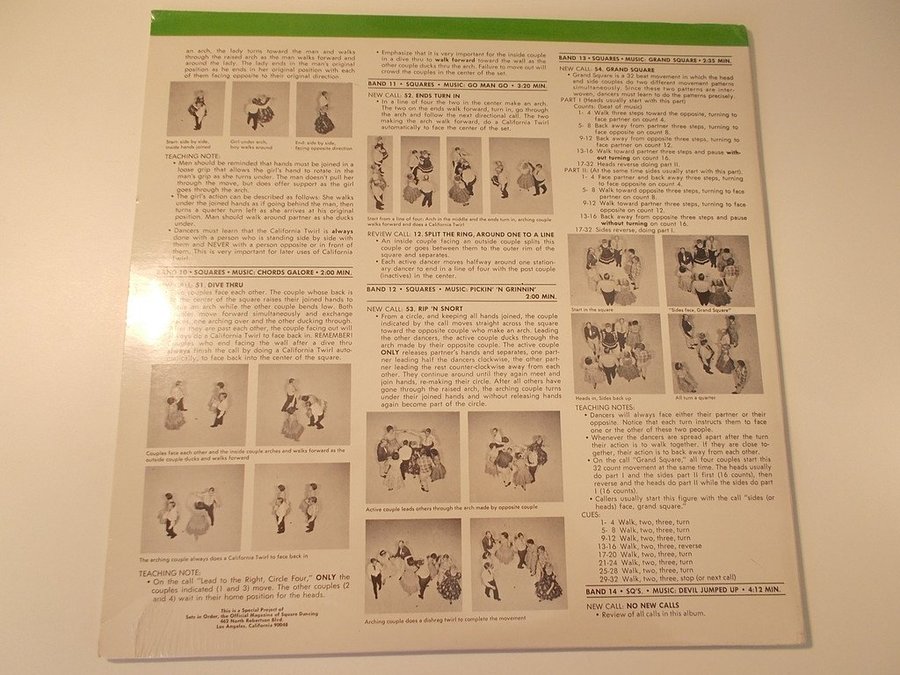 an arch, the lady turns toward the man and walks
through the raised arch as the man walks forward and
around the lady. The lady ends in the man's original
position as he ends in her original position with each
of them facing opposite to their original direction.
Start: side by side,
inside hands joined
Girl under arch,
boy walks around
End: side by side,
facing opposite direction.
TEACHING NOTE:
• Men should be reminded that hands must be joined in a
loose grip that allows the girl's hand to rotate in the
man's grip as she turns under. The man doesn't pull her
through the move, but does offer support as the girl
goes through the arch.
• The girl's action can be described as follows: She walks
under the joined hands as if going behind the man, then
turns a quarter turn left as she arrives at his original
position. Man should walk around partner as she ducks
under.
• Dancers must learn that the California Twirl is always
done with a person who is standing side by side with
them and NEVER with a person opposite or in front of
them. This is very important for later uses of California
Twirl.
BAND 10 • SQUARES • MUSIC: CHORDS GALORE • 2:00 MIN.
51. DIVE THRU
couples face each other. The couple whose back is
the center of the square raises their joined hands to
an arch while the other couple bends low. Both
move forward simultaneously and exchange
one arching over and the other ducking through.
they are past each other, the couple facing out will
do a California Twirl to face back in. REMEMBER!
who end facing the wall after a dive thru
finish the call by doing a California Twirl auto-
matically, to face back into the center of the square.
Couples face each other and the inside couple arches and walks forward as the
outside couple ducks and walks forward
The arching couple always does a California Twirl to face back in
TEACHING NOTE:
• On the call "Lead to the Right, Circle Four," ONLY the
couples indicated (1 and 3) move. The other couples (2
and 4) wait in their home position for the heads.
This is a Special Project of
Sets in Order, the Official Magazine of Square Dancing
462 North Robertson Blvd.
Los Angeles, California 90048
• Emphasize that it is very important for the inside couple
in a dive thru to walk forward toward the wall as the
other couple ducks thru the arch. Failure to move out will
crowd the couples in the center of the set.
BAND 11 • SQUARES • MUSIC: GO MAN GO • 3:20 MIN.
NEW CALL: 52. ENDS TURN IN
• In a line of four the two in the center make an arch.
The two on the ends walk forward, turn in, go through
the arch and follow the next directional call. The two
making the arch walk forward, do a California Twirl
automatically to face the center of the set.
Start from a line of four. Arch in the middle and the ends turn in, arching couple
walks forward and does a California Twirl
REVIEW CALL: 12. SPLIT THE RING, AROUND ONE TO A LINE
• An inside couple facing an outside couple splits this
couple or goes between them to the outer rim of the
square and separates.
• Each active dancer moves halfway around one station-
ary dancer to end in a line of four with the post couple
(inactives) in the center.
BAND 12 • SQUARES • MUSIC: PICKIN' 'N GRINNIN'
2:00 MIN.
NEW CALL: 53. RIP 'N SNORT
• From a circle, and keeping all hands joined, the couple
indicated by the call moves straight across the square
toward the opposite couple who make an arch. Leading
the other dancers, the active couple ducks through the
arch made by their opposite couple. The active couple
ONLY releases partner's hands and separates, one part-
ner leading half the dancers clockwise, the other part-
ner leading the rest counter-clockwise away from each
other. They continue around until they again meet and
join hands, re-making their circle. After all others have
gone through the raised arch, the arching couple turns
under their joined hands and without releasing hands
again become part of the circle.
Active couple leads others through the arch made by opposite couple
Arching couple does a dishrag twirl to complete the movement
BAND 13 • SQUARES • MUSIC: GRAND SQUARE • 2:35 MIN.
NEW CALL: 54. GRAND SQUARE
• Grand Square is a 32 beat movement in which the head
and side couples do two different movement patterns
simultaneously. Since these two patterns are inter-
woven, dancers must learn to do the patterns precisely.
PART I (Heads usually start with this part)
Counts: (beat of music)
1- 4 Walk three steps toward the opposite, turning to
face partner on count 4.
5- 8 Back away from partner three steps, turning to
face opposite on count 8.
9-12 Back away from opposite three steps, turning to
face partner on count 12.
13-16 Walk toward partner three steps and pause with-
out turning on count 16.
17-32 Heads reverse doing part II.
PART II: (At the same time sides usually start with this part).
1- 4 Face partner and back away three steps, turning
to face opposite on count 4.
5- 8 Walk toward opposite three steps, turning to face
partner on count 8.
9-12 Walk toward partner three steps, turning to face
opposite on count 12.
13-16 Back away from opposite three steps and pause
without turning on count 16.
17-32 Sides reverse, doing part I.
Start in the square
"Sides face, Grand Square"
Heads in, Sides back up
All turn a quarter
TEACHING NOTES:
• Dancers will always face either their partner or their
opposite. Notice that each turn instructs them to face
one or the other of these two people.
• Whenever the dancers are spread apart after the turn
their action is to walk together. If they are close to-
gether, their action is to back away from each other.
• On the call "Grand Square," all four couples start this
32 count movement at the same time. The heads usually
do part I and the sides part II first (16 counts), then
reverse and the heads do part II while the sides do part
I (16 counts).
• Callers usually start this figure with the call "sides (or
heads) face, grand square."
CUES:
1- 4 Walk, two, three, turn
5- 8 Walk, two, three, turn
9-12 Walk, two, three, turn
13-16 Walk, two, three, reverse
17-20 Walk, two, three, turn
21-24 Walk, two, three, turn
25-28 Walk, two, three, turn
29-32 Walk, two, three, stop (or next call)
BAND 14 • SQ'S. • MUSIC: DEVIL JUMPED UP • 4:12 MIN.
NEW CALL: NO NEW CALLS
• Review of all calls in this album.